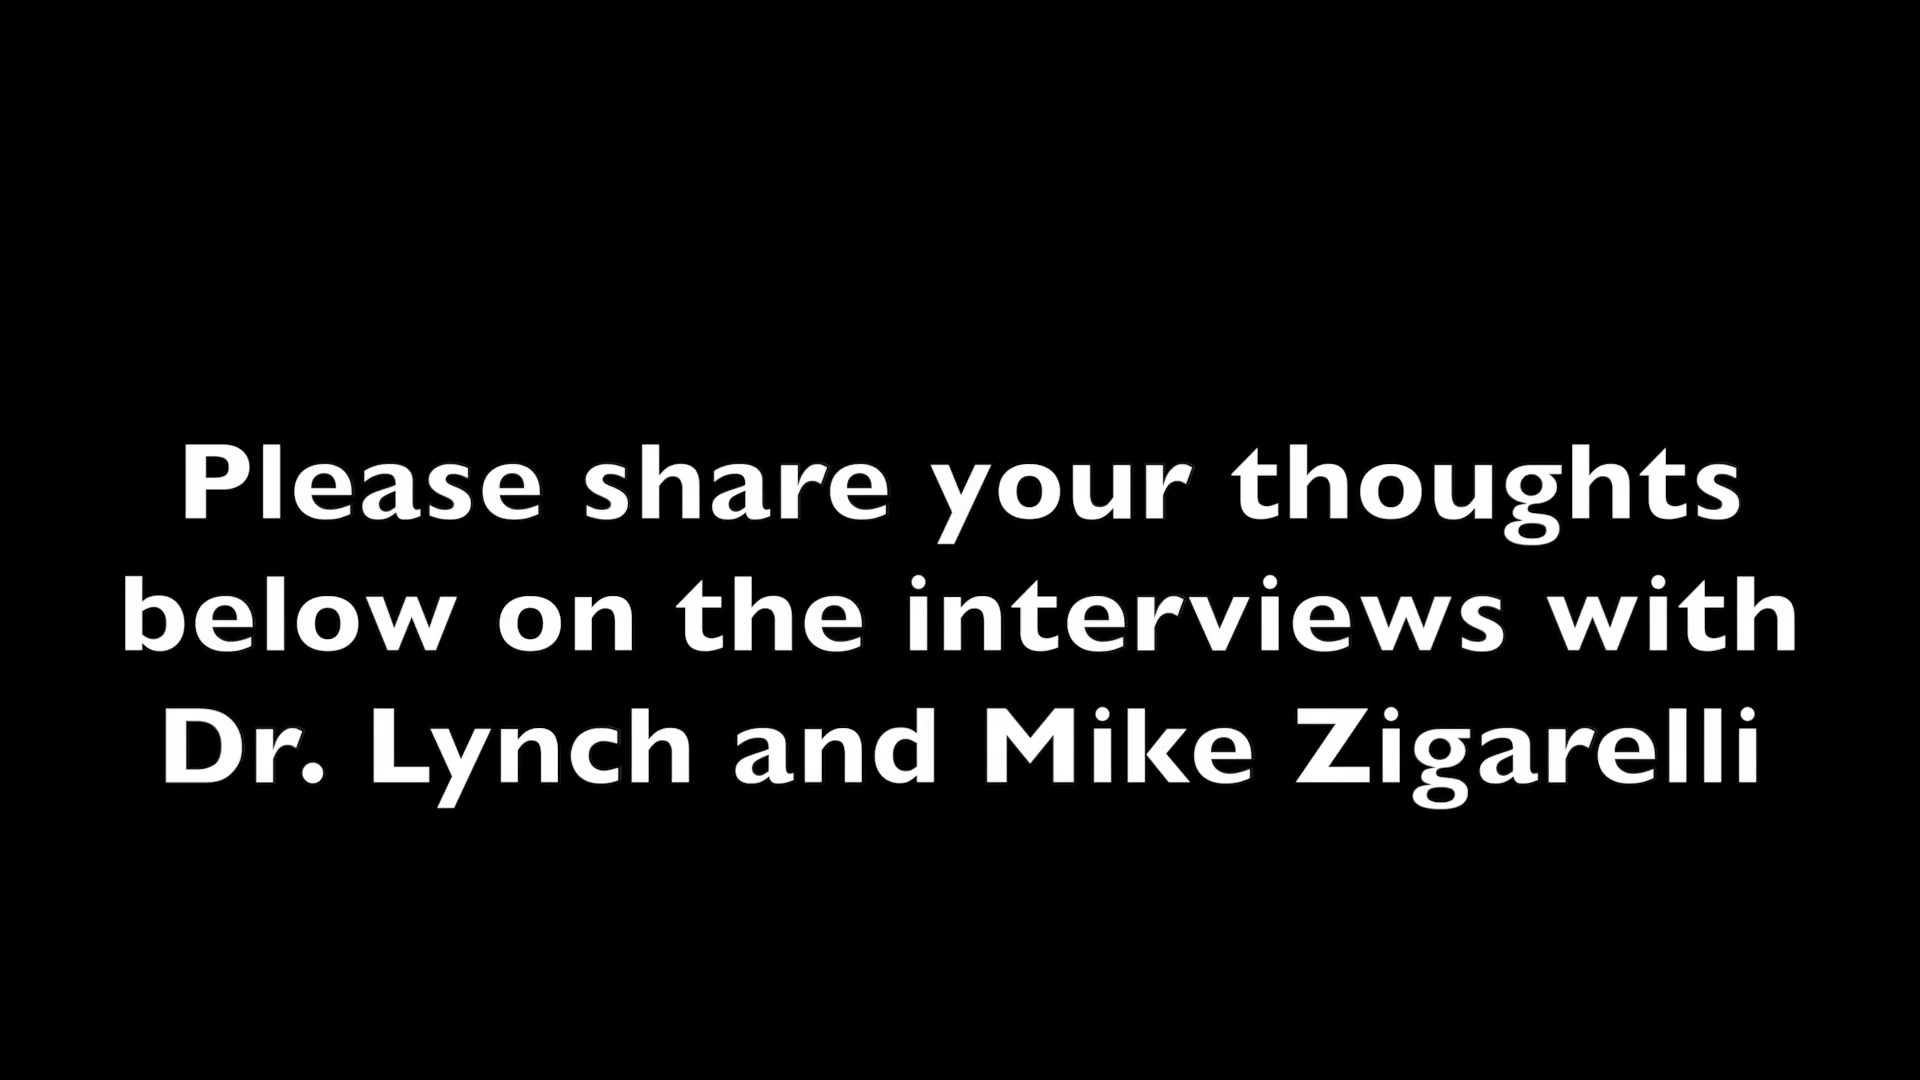 Please share your thoughts
below on the interviews with
Dr. Lynch and Mike Zigarelli